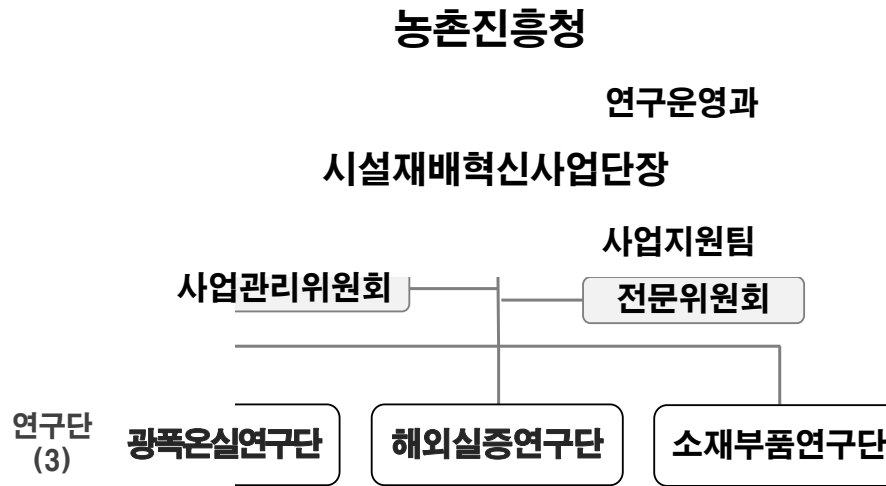 농촌진흥청
연구운영과
시설재배혁신사업단장
사업지원팀
사업관리위원회
전문위원회
연구단
(3)
광폭온실연구단
해외실증연구단
소재부품연구단